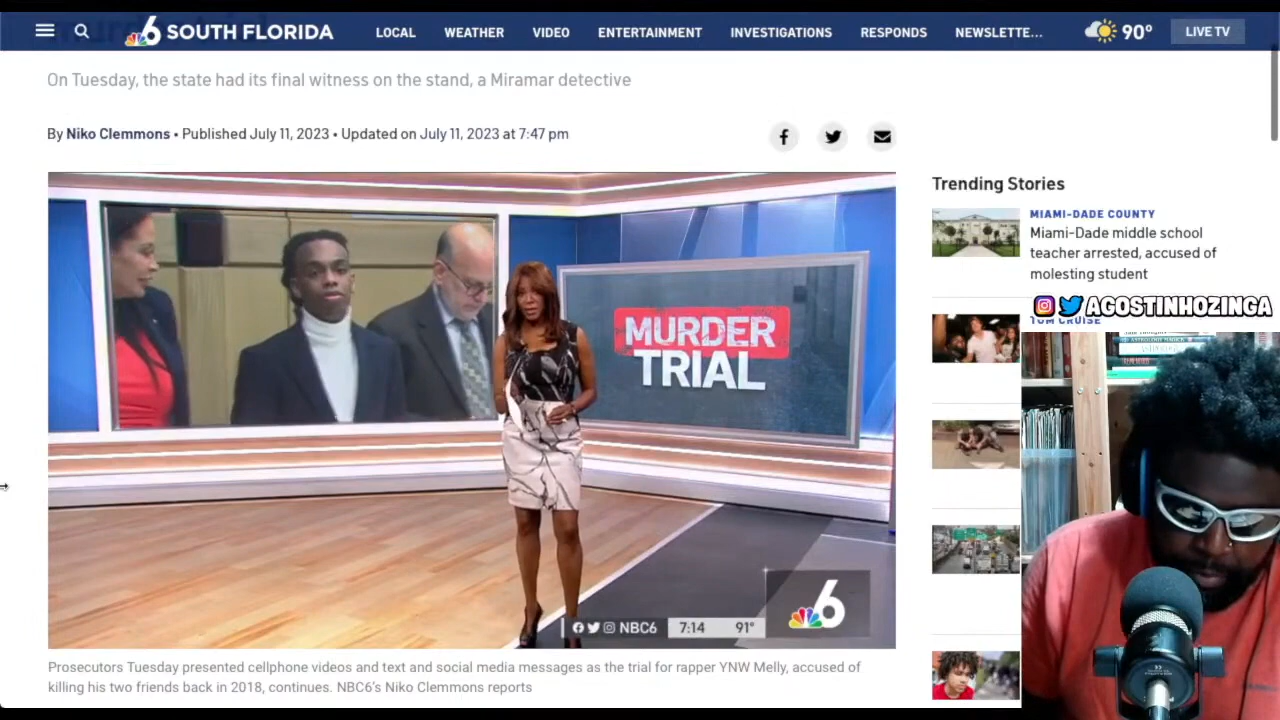 6 SOUTH FLORIDA
LOCAL
WEATHER
VIDEO
ENTERTAINMENT
INVESTIGATIONS
RESPONDS
NEWSLETTE...
90°
LIVE TV
On Tuesday, the state had its final witness on the stand, a Miramar detective
By Niko Clemmons • Published July 11, 2023 • Updated on July 11, 2023 at 7:47 pm
MURDER
TRIAL
6
NBC6
7:14
91°
Prosecutors Tuesday presented cellphone videos and text and social media messages as the trial for rapper YNW Melly, accused of
killing his two friends back in 2018, continues. NBC6's Niko Clemmons reports
Trending Stories
MIAMI-DADE COUNTY
Miami-Dade middle school
teacher arrested, accused of
molesting student
AGOSTINHOZINGA
TOM CRUISE